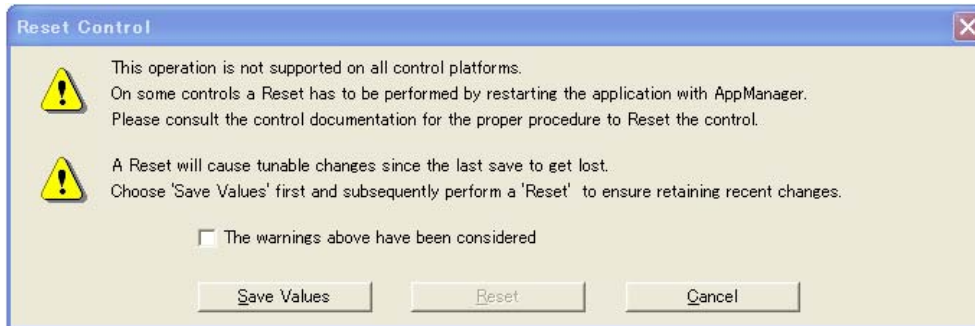 Reset Control
This operation is not supported on all control platforms.
On some controls a Reset has to be performed by restarting the application with AppManager.
Please consult the control documentation for the proper procedure to Reset the control.
A Reset will cause tunable changes since the last save to get lost.
Choose 'Save Values' first and subsequently perform a 'Reset' to ensure retaining recent changes.
The warnings above have been considered
Save Values
Reset
Cancel